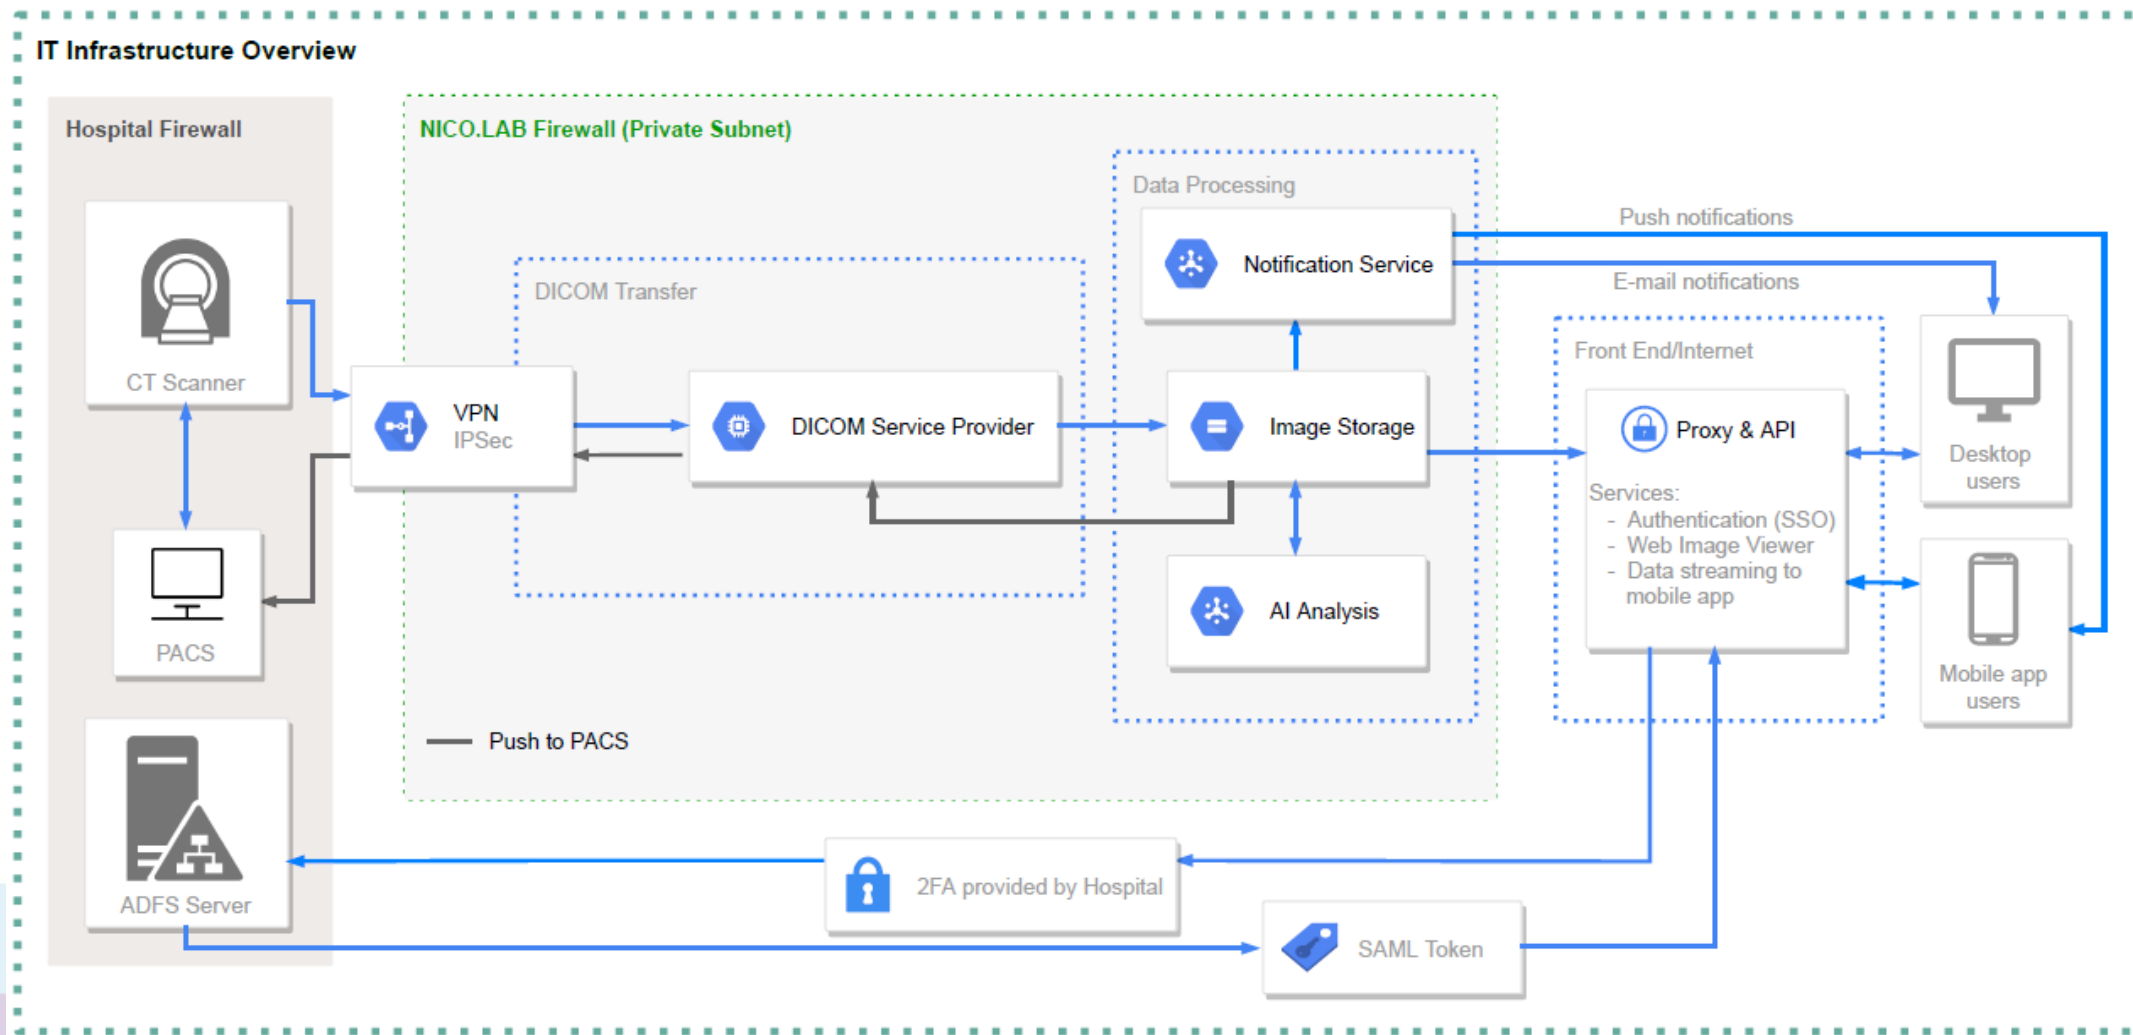 IT Infrastructure Overview
Hospital Firewall
NICO.LAB Firewall (Private Subnet)
Data Processing
Push notifications
Notification Service
E-mail notifications
DICOM Transfer
Front End/Internet
CT Scanner
VPN
IPSec
DICOM Service Provider
Image Storage
Proxy & API
Desktop
users
Services:
- Authentication (SSO)
- Web Image Viewer
- Data streaming to
mobile app
AI Analysis
PACS
Mobile app
users
Push to PACS
2FA provided by Hospital
ADFS Server
SAML Token